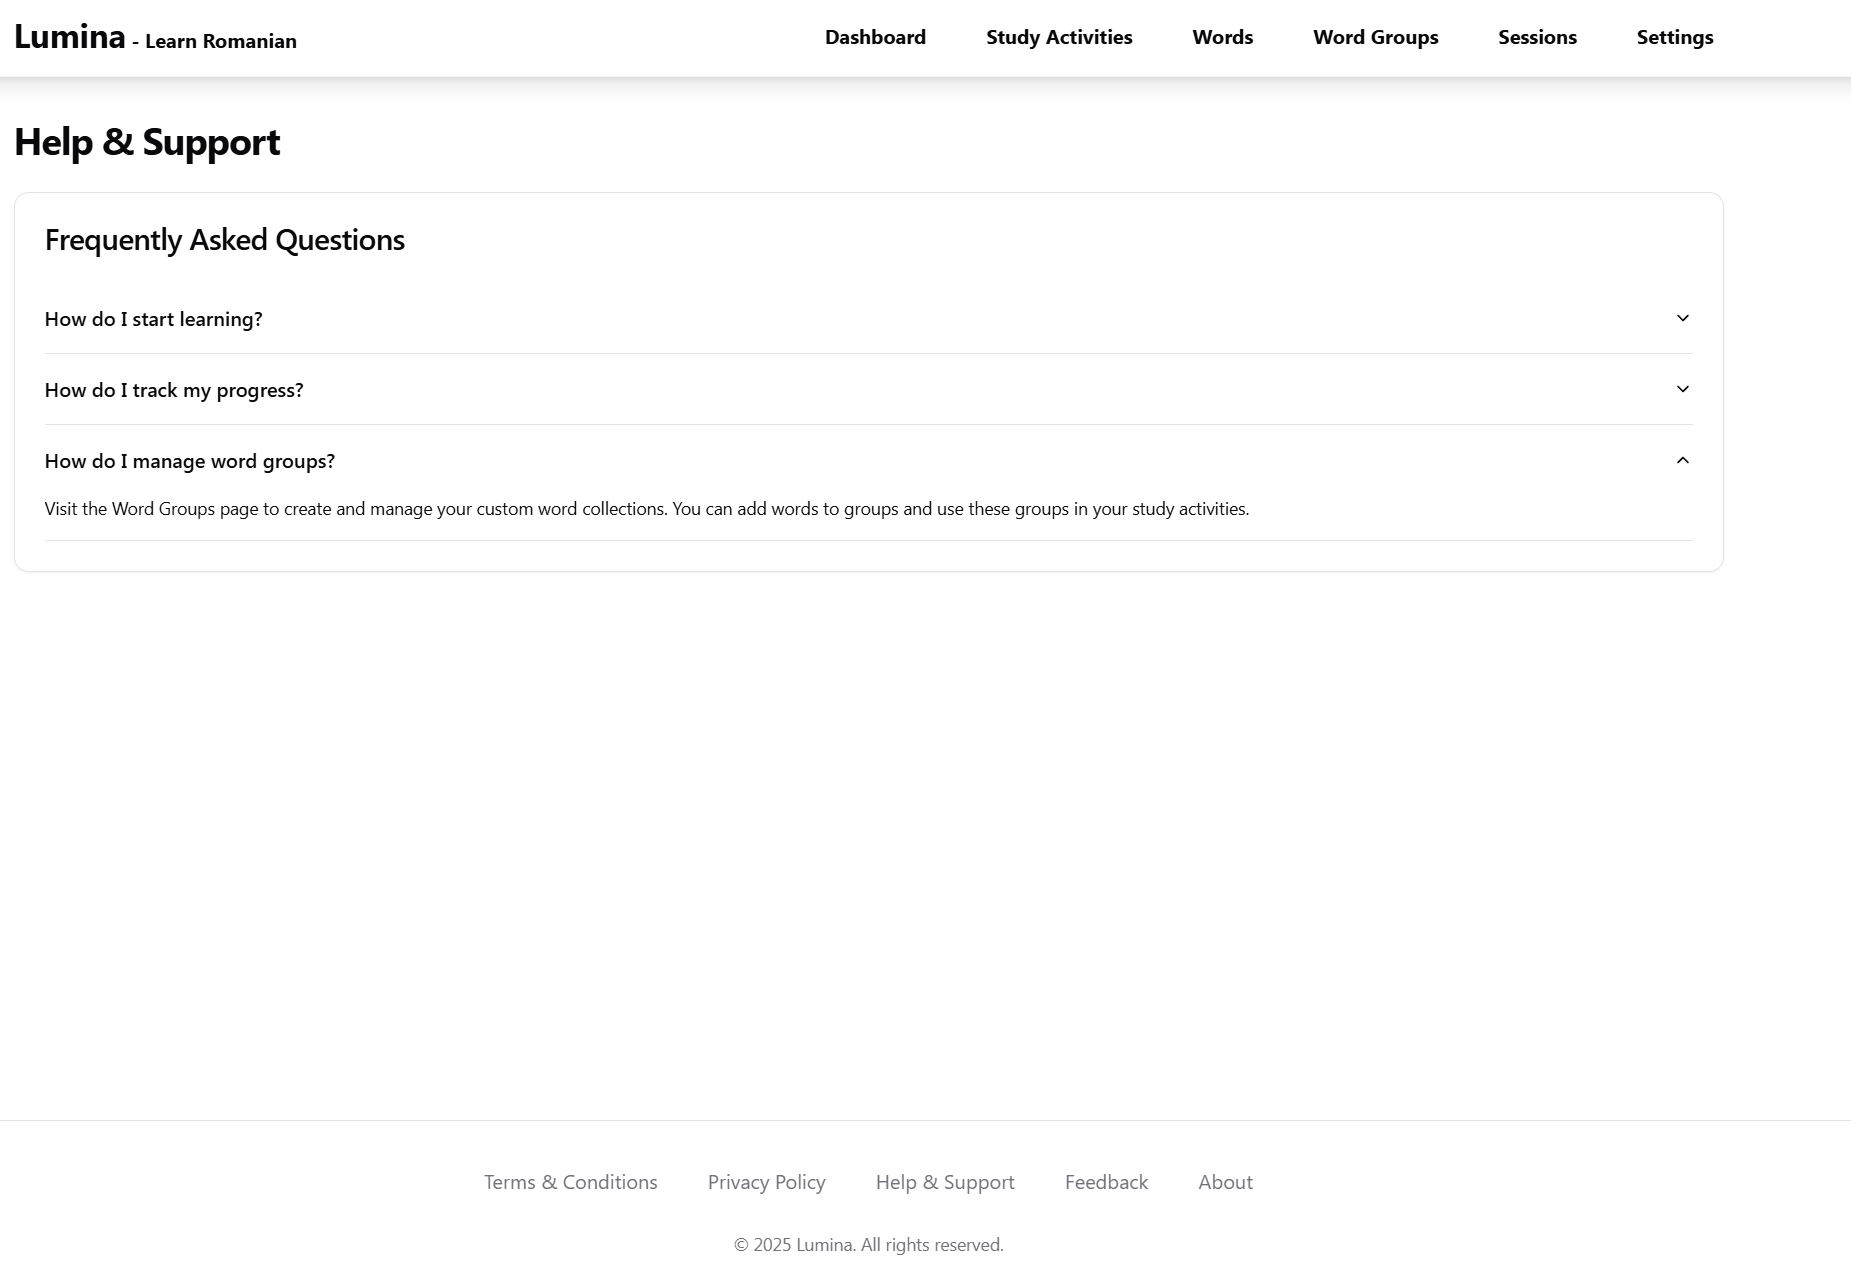 Lumina - Learn Romanian
Dashboard
Study Activities
Words
Word Groups
Sessions
Settings
Help & Support
Frequently Asked Questions
How do I start learning?
How do I track my progress?
How do I manage word groups?
Visit the Word Groups page to create and manage your custom word collections. You can add words to groups and use these groups in your study activities.
Terms & Conditions
Privacy Policy
Help & Support
Feedback
About
© 2025 Lumina. All rights reserved.